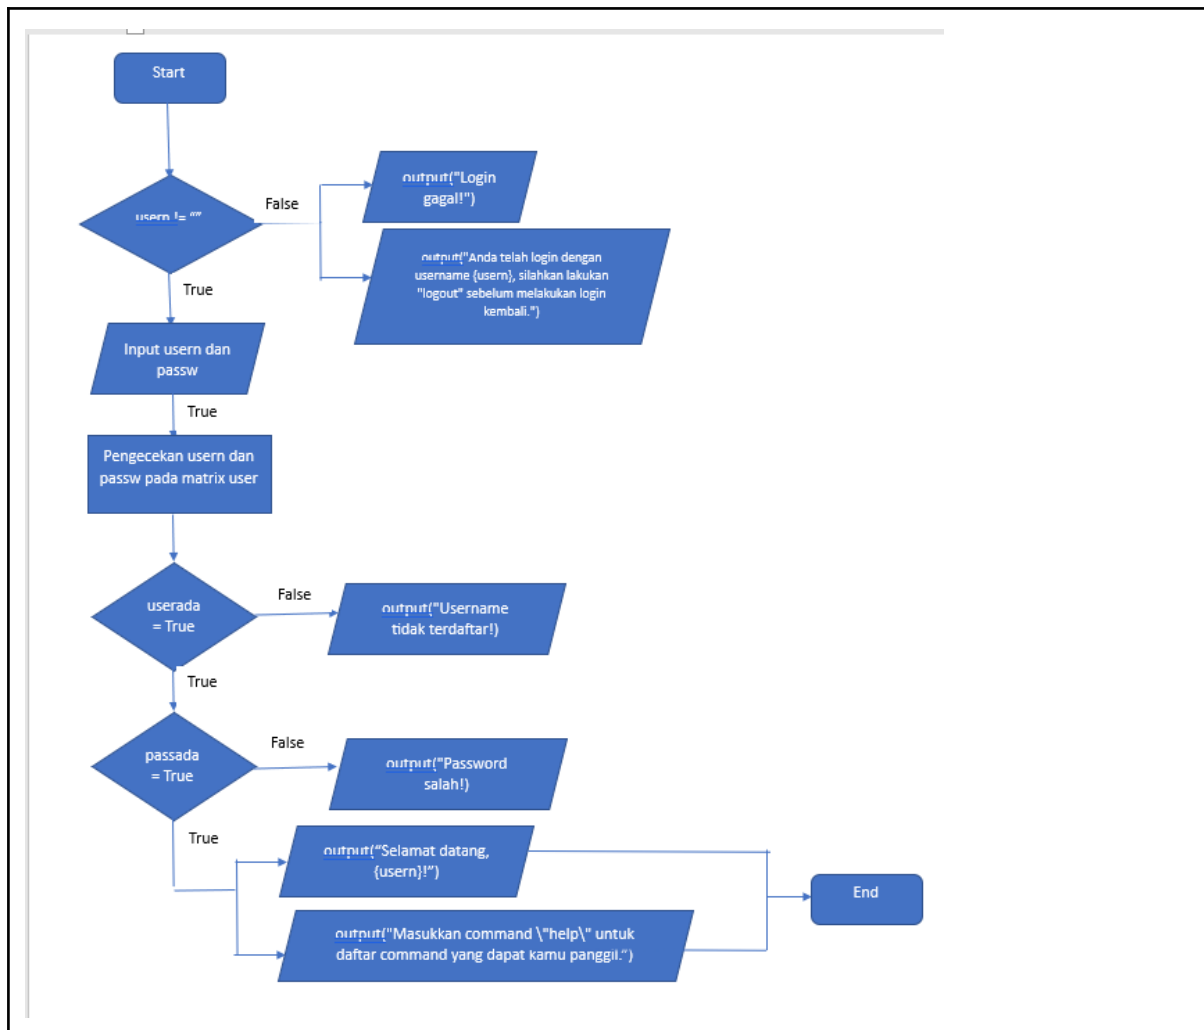 Start
output("Login
gagal!")
False
usern != “”
output("Anda telah login dengan
username {usern}, silahkan lakukan
"logout" sebelum melakukan login
kembali.")
True
Input usern dan
passw
True
Pengecekan usern dan
passw pada matrix user
userada
= True
False
output("Username
tidak terdaftar!)
True
passada
= True
False
output("Password
salah!)
True
output(“Selamat datang,
{usern}!”)
End
output("Masukkan command \"help\" untuk
daftar command yang dapat kamu panggil.”)